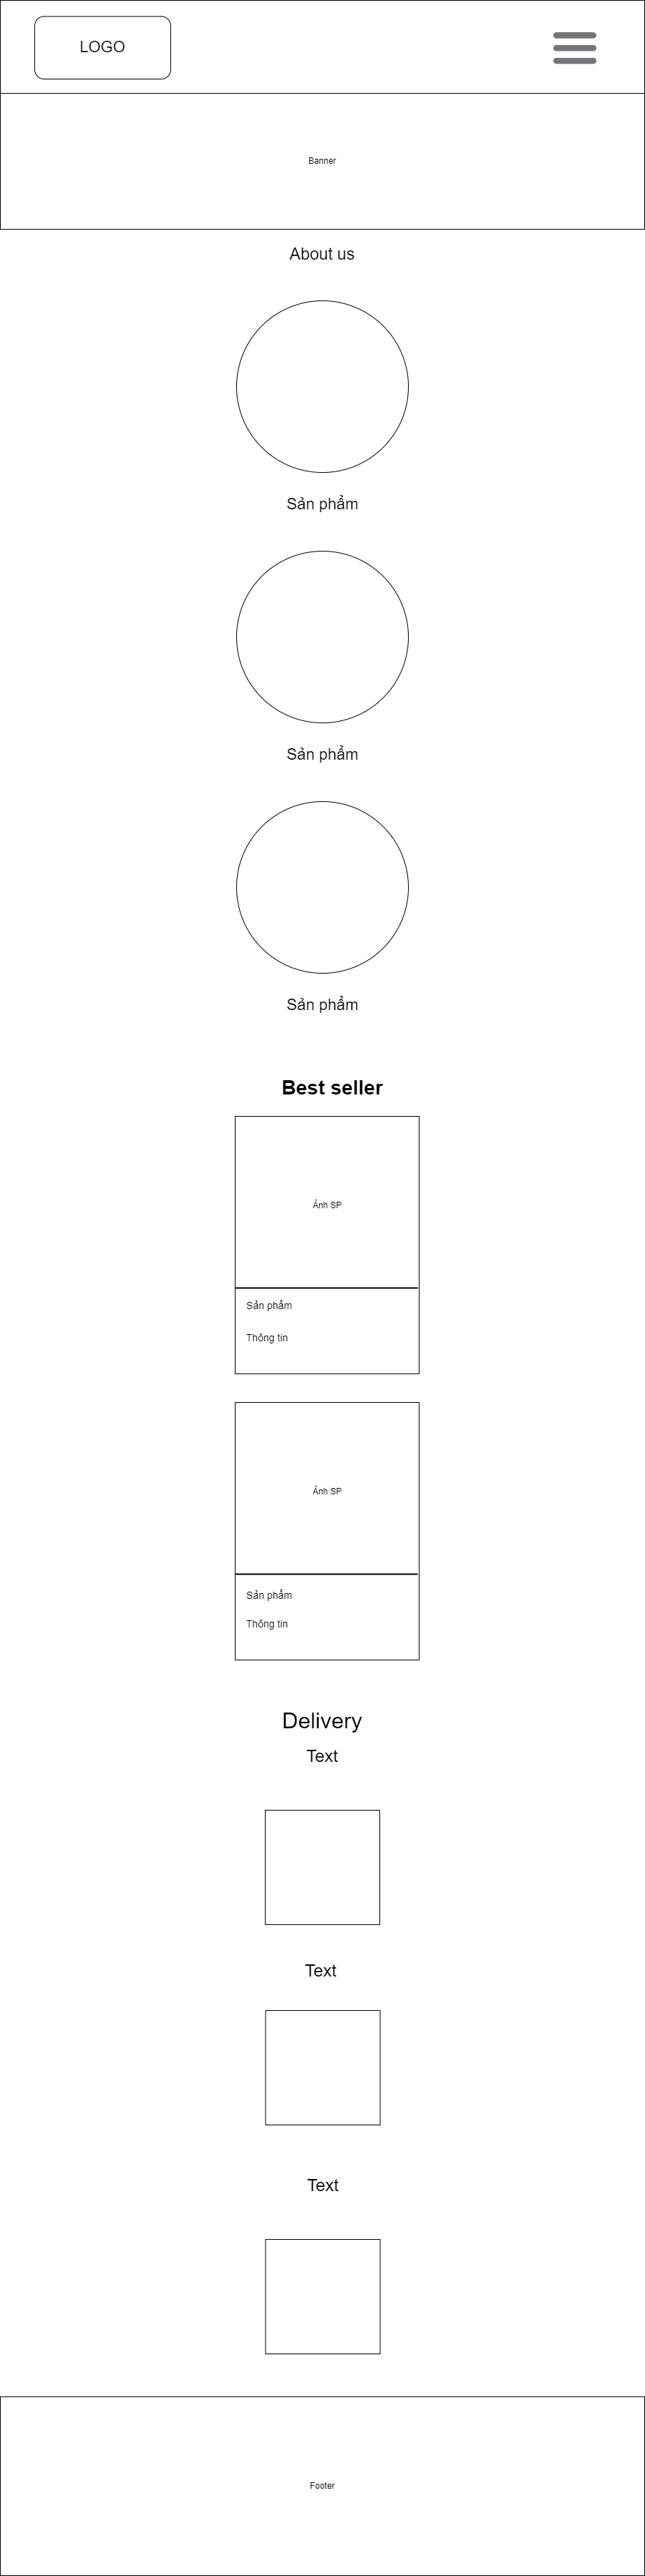 LOGO
Banner
About us
Sản phẩm
Sản phẩm
Sản phẩm
Best seller
Ảnh SP
Sản phẩm
Thông tin
Ảnh SP
Sản phẩm
Thông tin
Delivery
Text
Text
Text
Footer